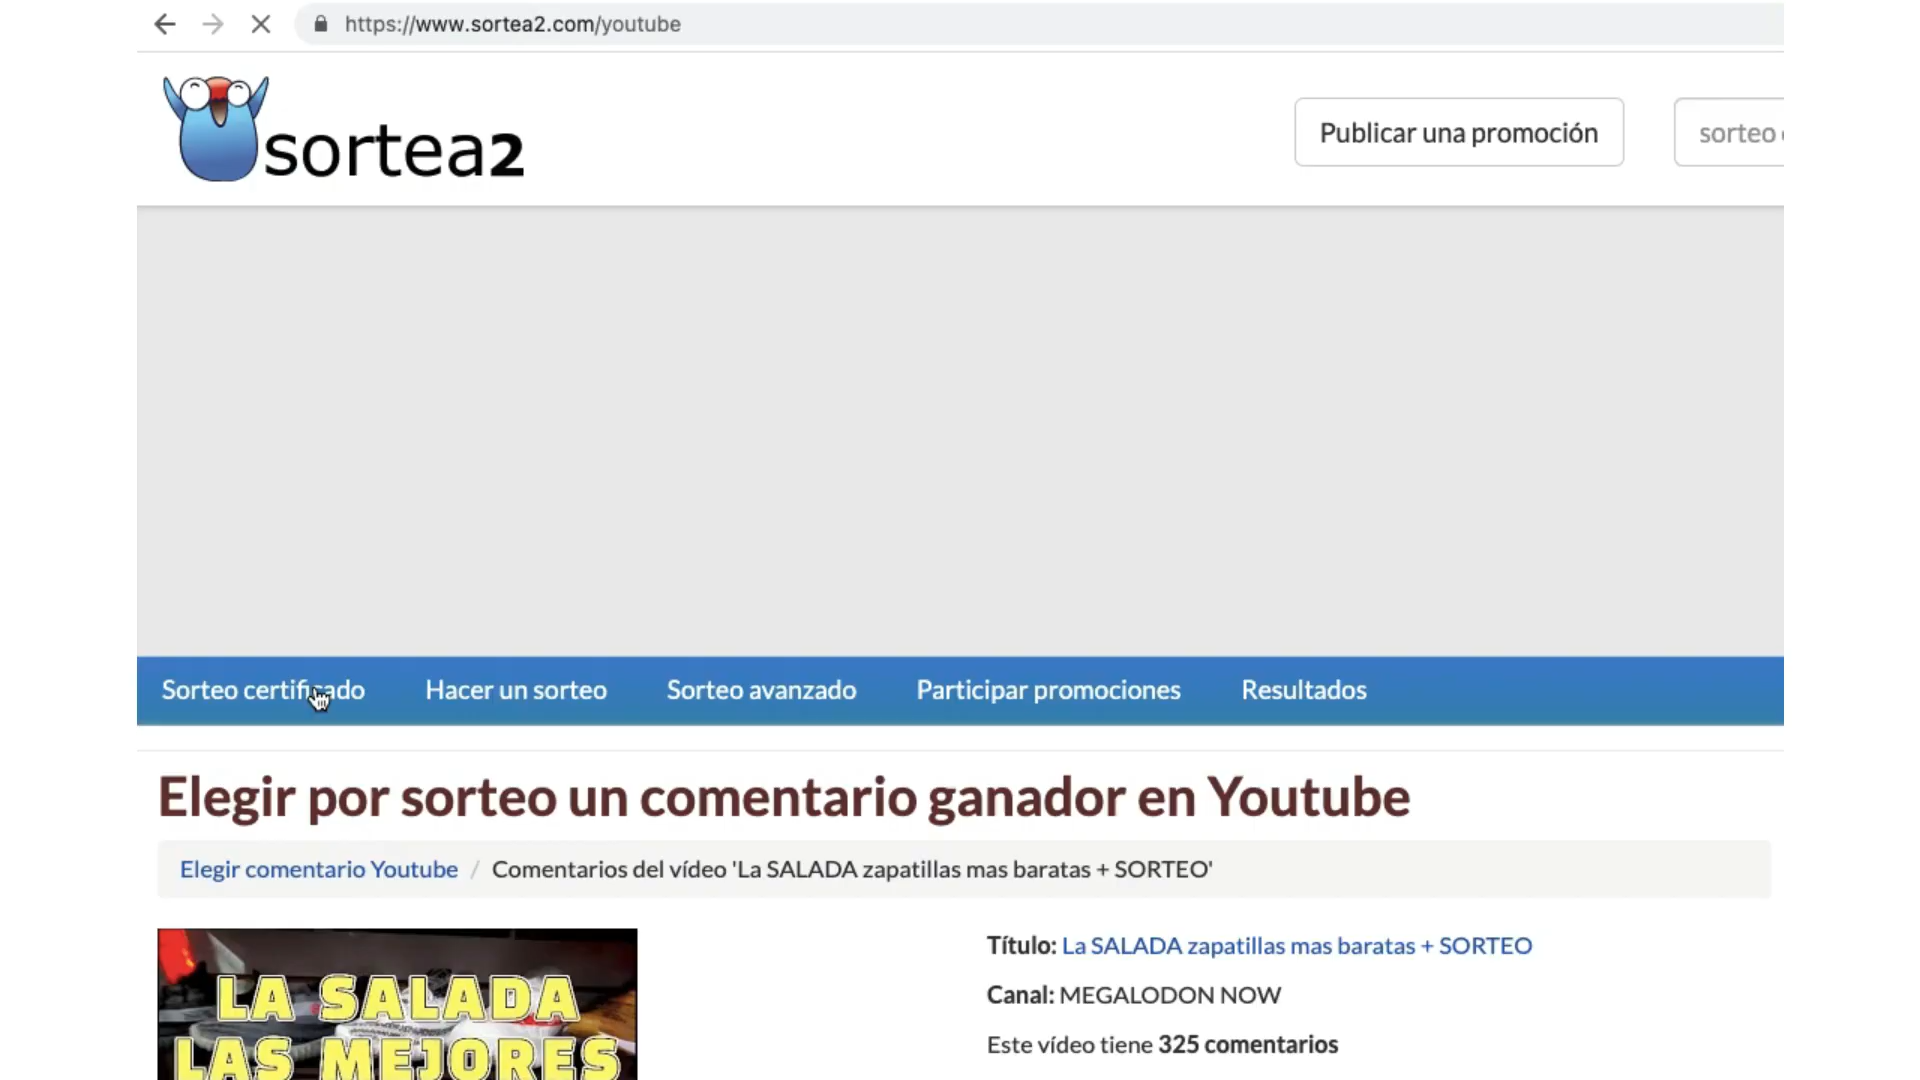 https://www.sortea2.com/youtube
sortea2
Publicar una promoción
sorteo
Sorteo certificado
Hacer un sorteo
Sorteo avanzado
Participar promociones
Resultados
Elegir por sorteo un comentario ganador en Youtube
Elegir comentario Youtube / Comentarios del vídeo 'La SALADA zapatillas mas baratas + SORTEO'
LA SALADA
LAS MEJORES
Título: La SALADA zapatillas mas baratas + SORTEO
Canal: MEGALODON NOW
Este vídeo tiene 325 comentarios